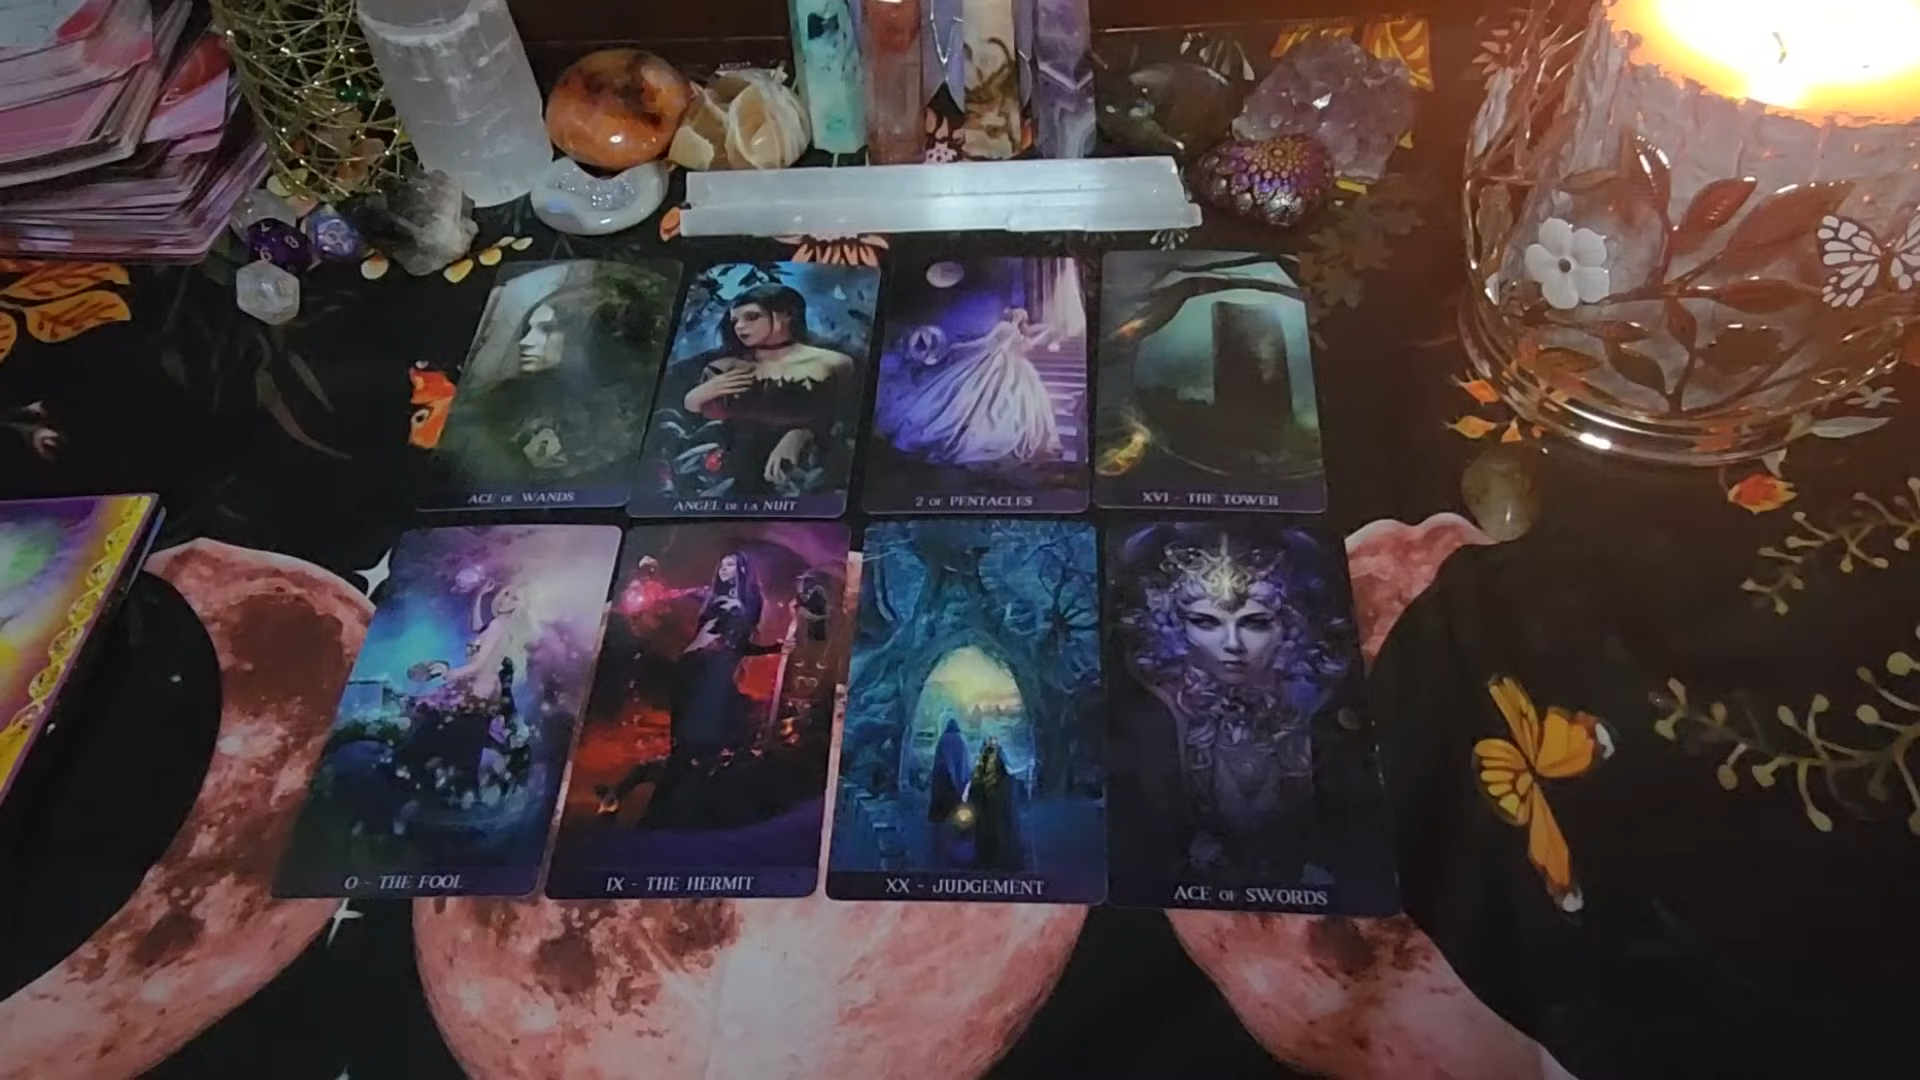 ACE OF WANDS
ANGEL DE LA NUIT
2 OF PENTACLES
XVI - THE TOWER
0 - THE FOOL
IX - THE HERMIT
XX - JUDGEMENT
ACE OF SWORDS